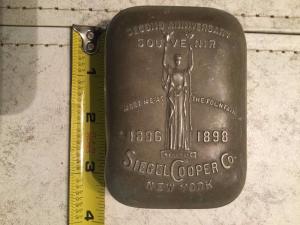 SECOND ANNIVERSARY
SOUVENIR
MEET ME AT THE FOUNTAIN
1896 1898
SIEGEL COOPER Co.
NEW YORK
1
2
3
4